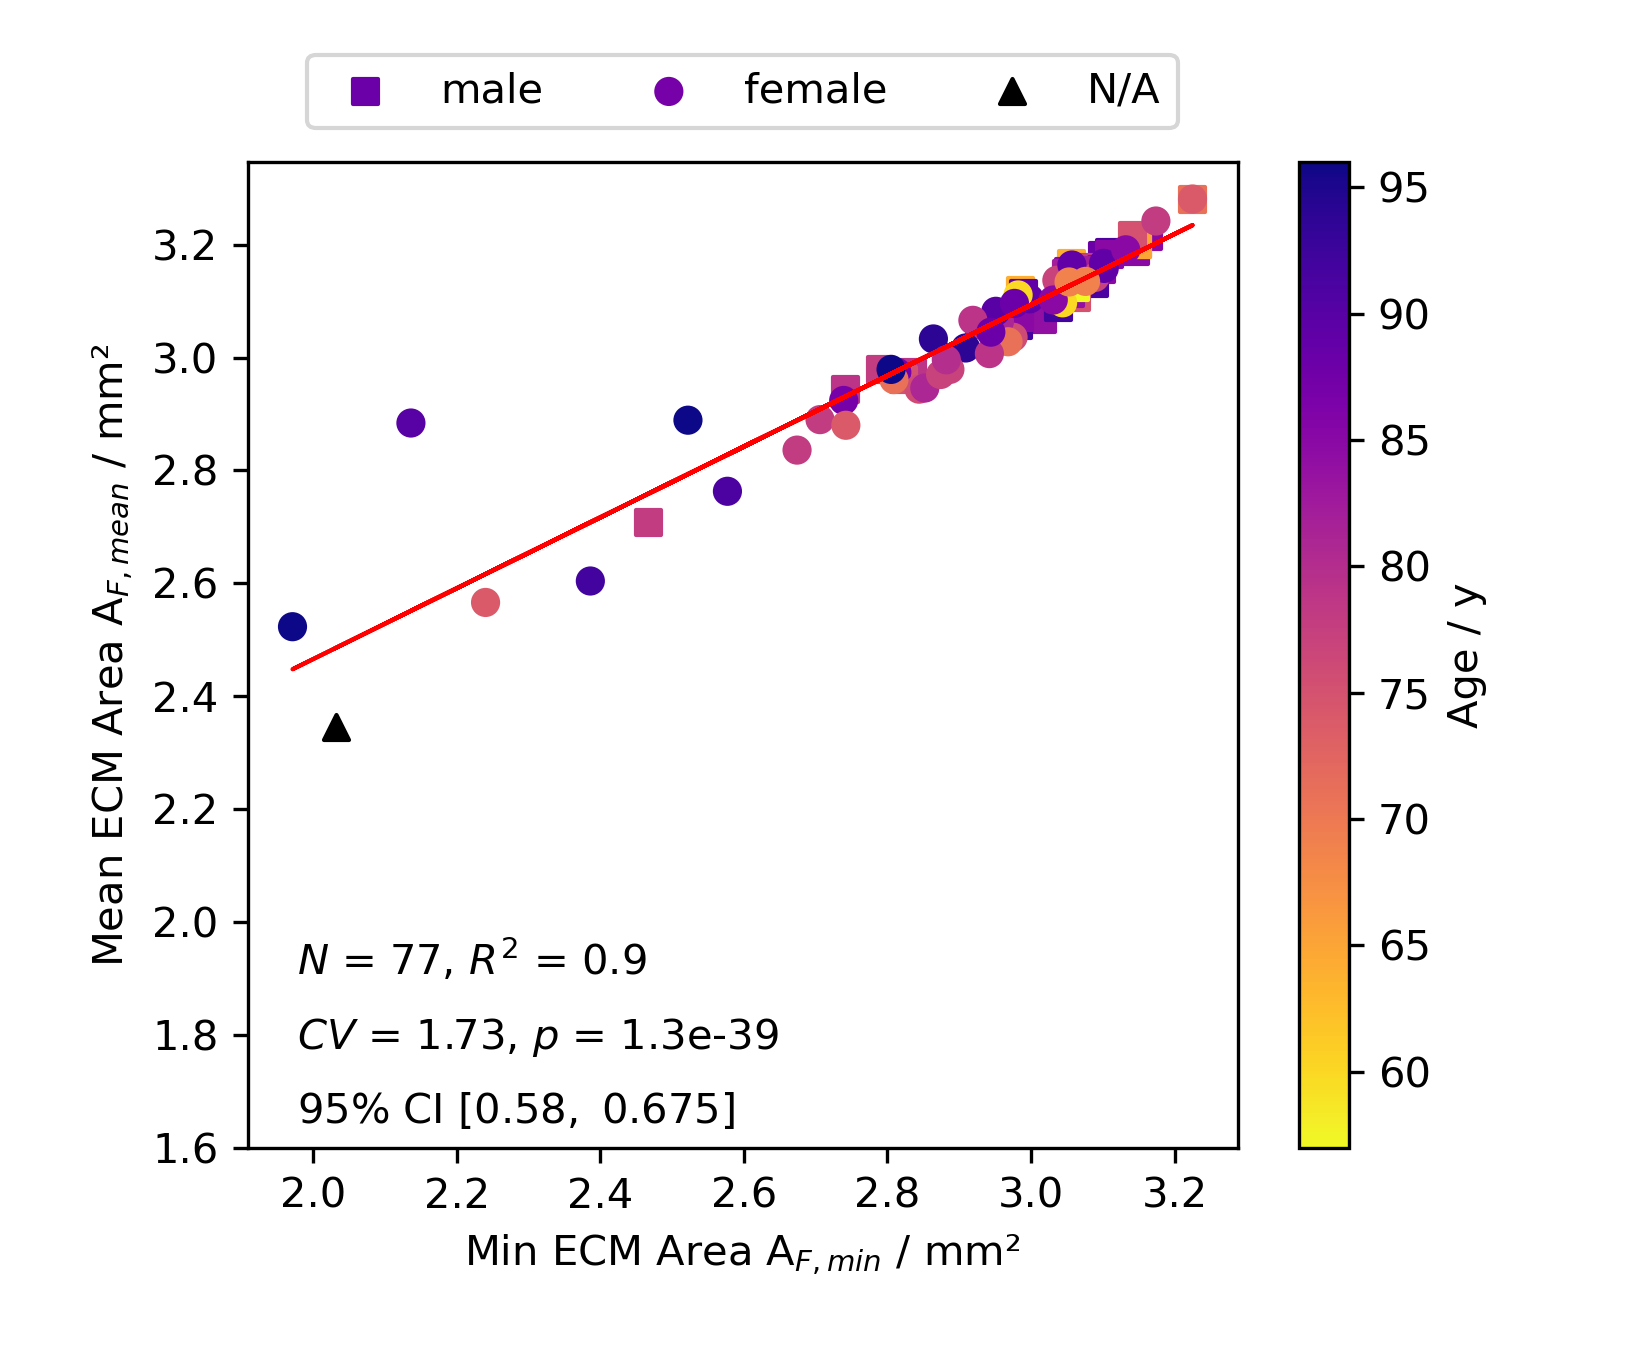 male female N/A
3.2
3.0
2.8
2.6
2.4
2.2
2.0
1.8
1.6
Mean ECM Area A_{F,mean} / mm²
N = 77, R² = 0.9
CV = 1.73, p = 1.3e-39
95% CI [0.58, 0.675]
2.0 2.2 2.4 2.6 2.8 3.0 3.2
Min ECM Area A_{F,min} / mm²
95
90
85
80
75
70
65
60
Age / y